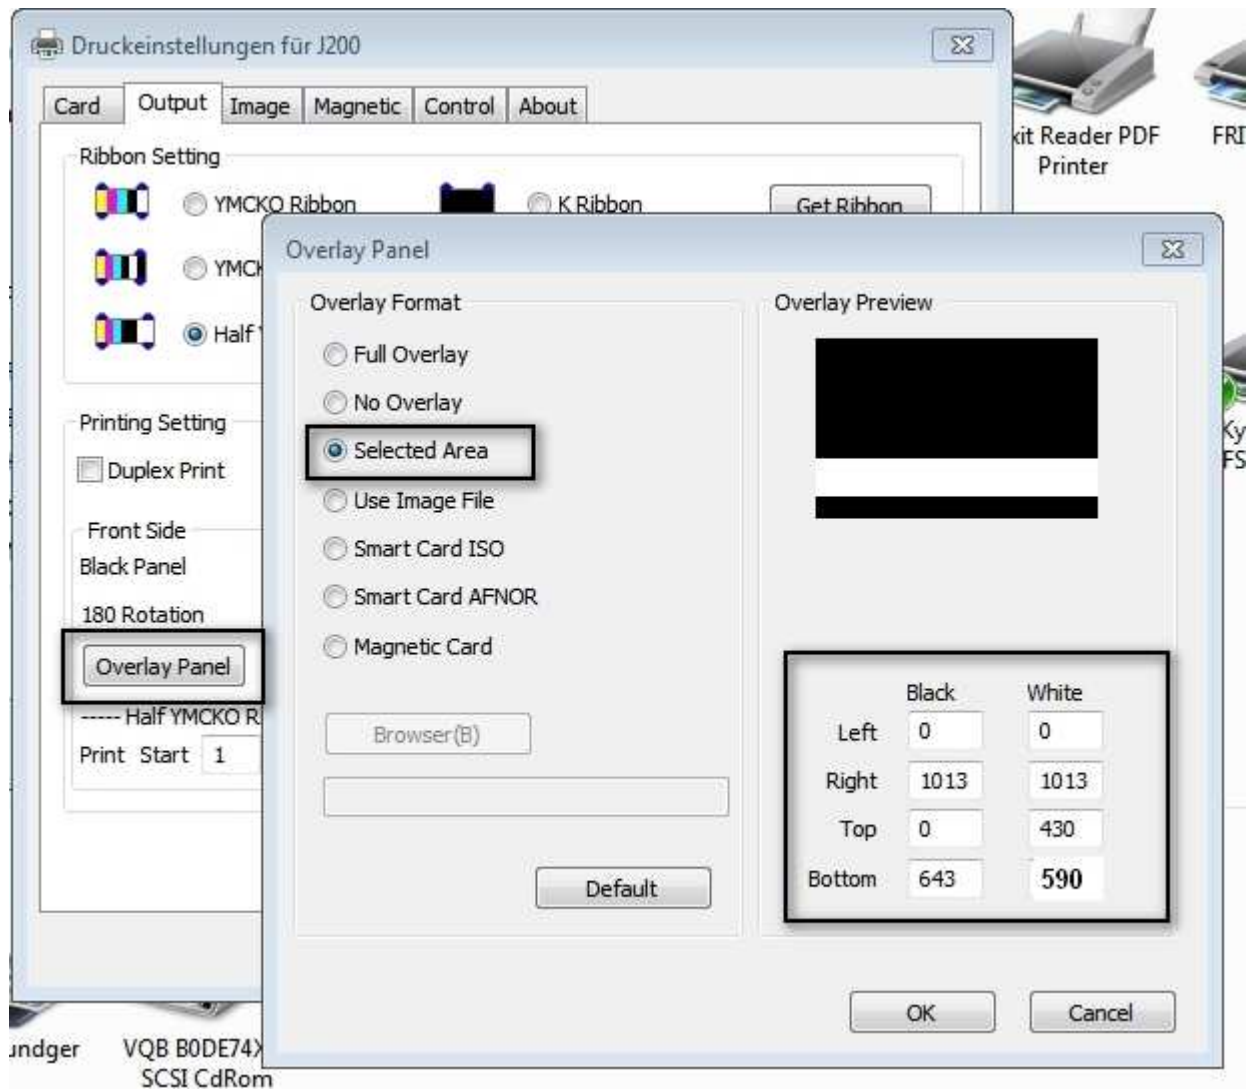 Druckeinstellungen für J200
Card Output Image Magnetic Control About
Ribbon Setting
YMCKO Ribbon K Ribbon Get Ribbon
Half
Printing Setting
Duplex Print
Front Side
Black Panel
180 Rotation
Overlay Panel
----- Half YMCKO R
Print Start 1
Overlay Panel
Overlay Format
Full Overlay
No Overlay
Selected Area
Use Image File
Smart Card ISO
Smart Card AFNOR
Magnetic Card
Browser(B)
Default
Overlay Preview
Black White
Left 0 0
Right 1013 1013
Top 0 430
Bottom 643 590
OK Cancel
xit Reader PDF
Printer
FRI
Ky
FS
undger
VQB B0DE74X
SCSI CdRom